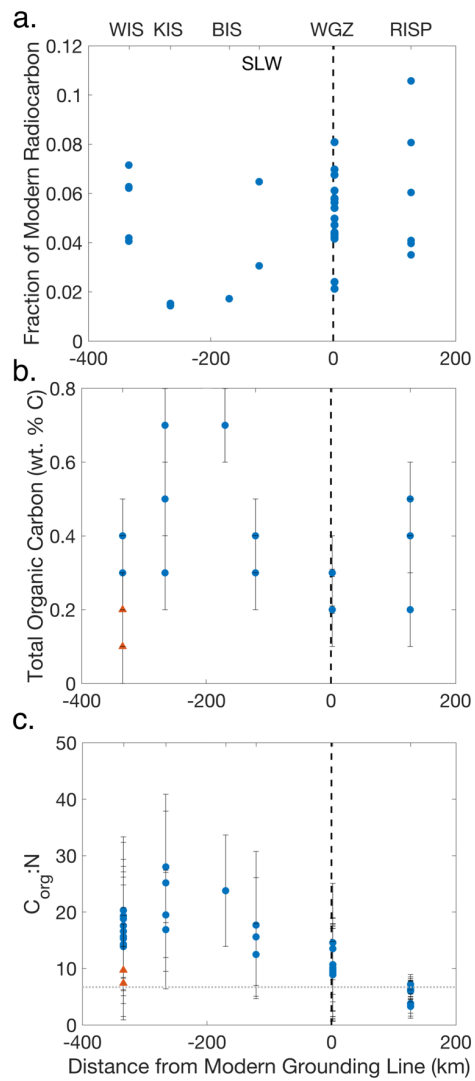 a.
WIS KIS BIS WGZ RISP
SLW
Fraction of Modern Radiocarbon
0.12
0.1
0.08
0.06
0.04
0.02
0
-400 -200 0 200
b.
Total Organic Carbon (wt. % C)
0.8
0.6
0.4
0.2
0
-400 -200 0 200
c.
Corg:N
50
40
30
20
10
0
-400 -200 0 200
Distance from Modern Grounding Line (km)